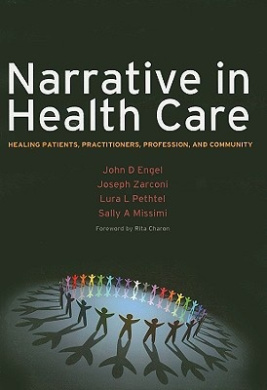 Narrative in
Health Care
HEALING PATIENTS, PRACTITIONERS, PROFESSION, AND COMMUNITY
John D Engel
Joseph Zarconi
Lura L Pethtel
Sally A Missimi
Foreword by Rita Charon